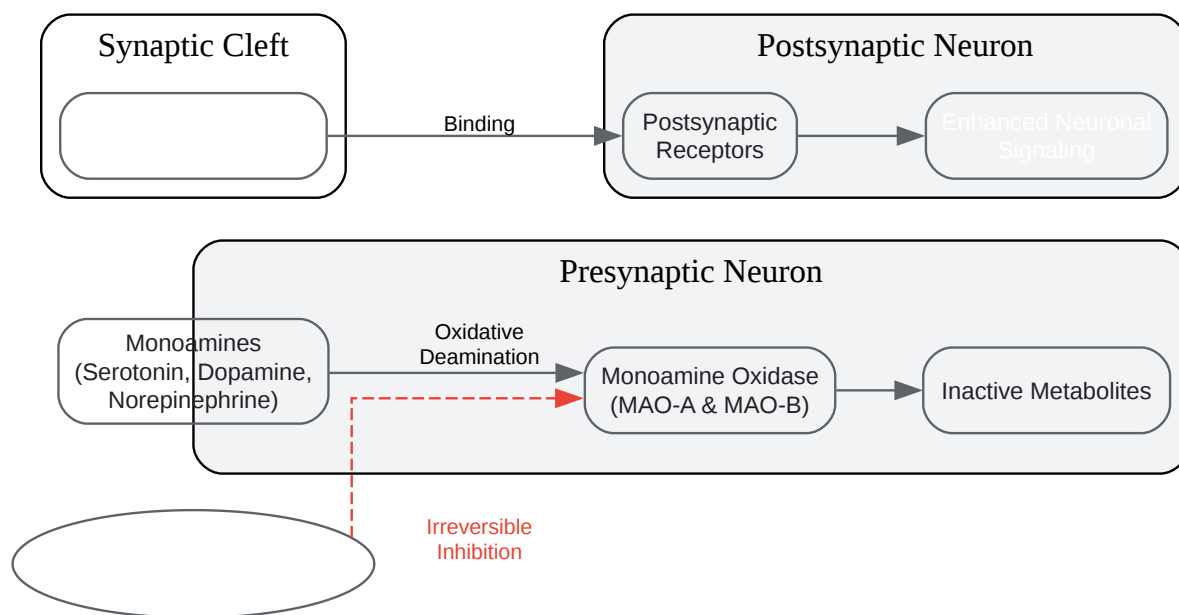 Synaptic Cleft
Postsynaptic Neuron
Binding
Postsynaptic
Receptors
Enhanced Neuronal
Signaling
Presynaptic Neuron
Monoamines
(Serotonin, Dopamine,
Norepinephrine)
Oxidative
Deamination
Monoamine Oxidase
(MAO-A & MAO-B)
Inactive Metabolites
Irreversible
Inhibition